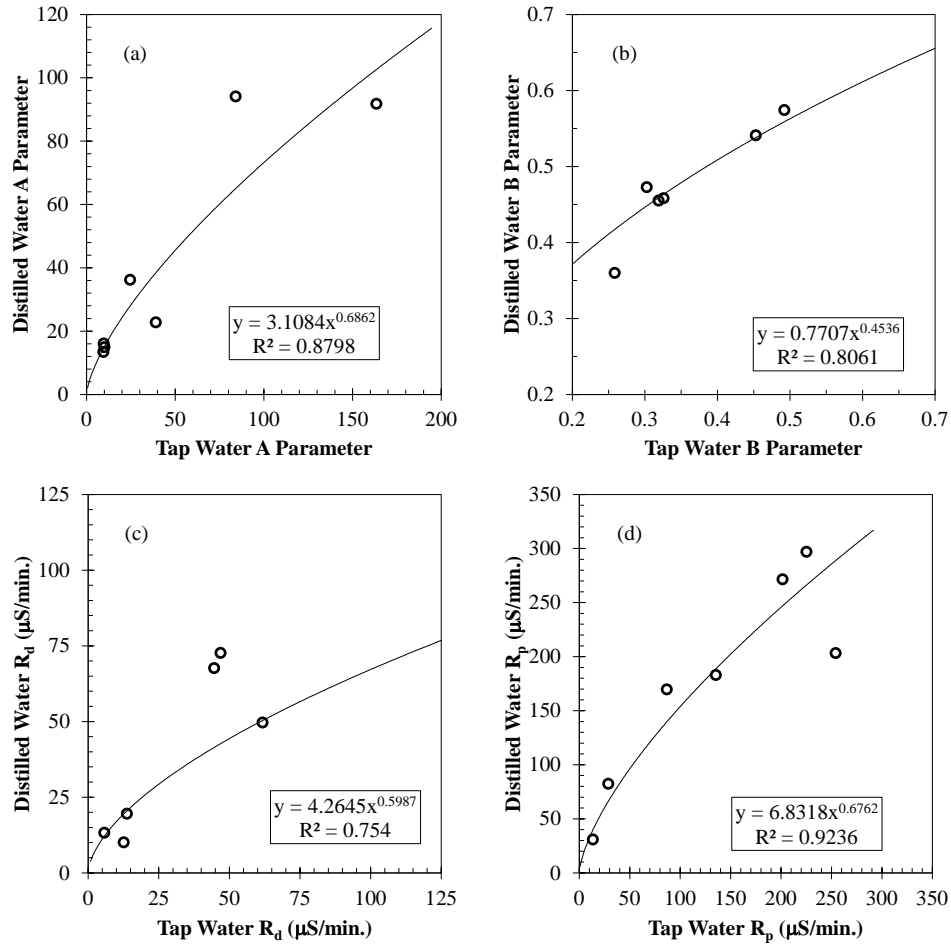 (a)
Distilled Water A Parameter
120
100
80
60
40
20
0
y = 3.1084x^0.6862
R² = 0.8798
0 50 100 150 200
Tap Water A Parameter
(b)
Distilled Water B Parameter
0.7
0.6
0.5
0.4
0.3
0.2
y = 0.7707x^0.4536
R² = 0.8061
0.2 0.3 0.4 0.5 0.6 0.7
Tap Water B Parameter
(c)
Distilled Water R_d (μS/min.)
125
100
75
50
25
0
y = 4.2645x^0.5987
R² = 0.754
0 25 50 75 100 125
Tap Water R_d (μS/min.)
(d)
Distilled Water R_p (μS/min.)
350
300
250
200
150
100
50
0
y = 6.8318x^0.6762
R² = 0.9236
0 50 100 150 200 250 300 350
Tap Water R_p (μS/min.)